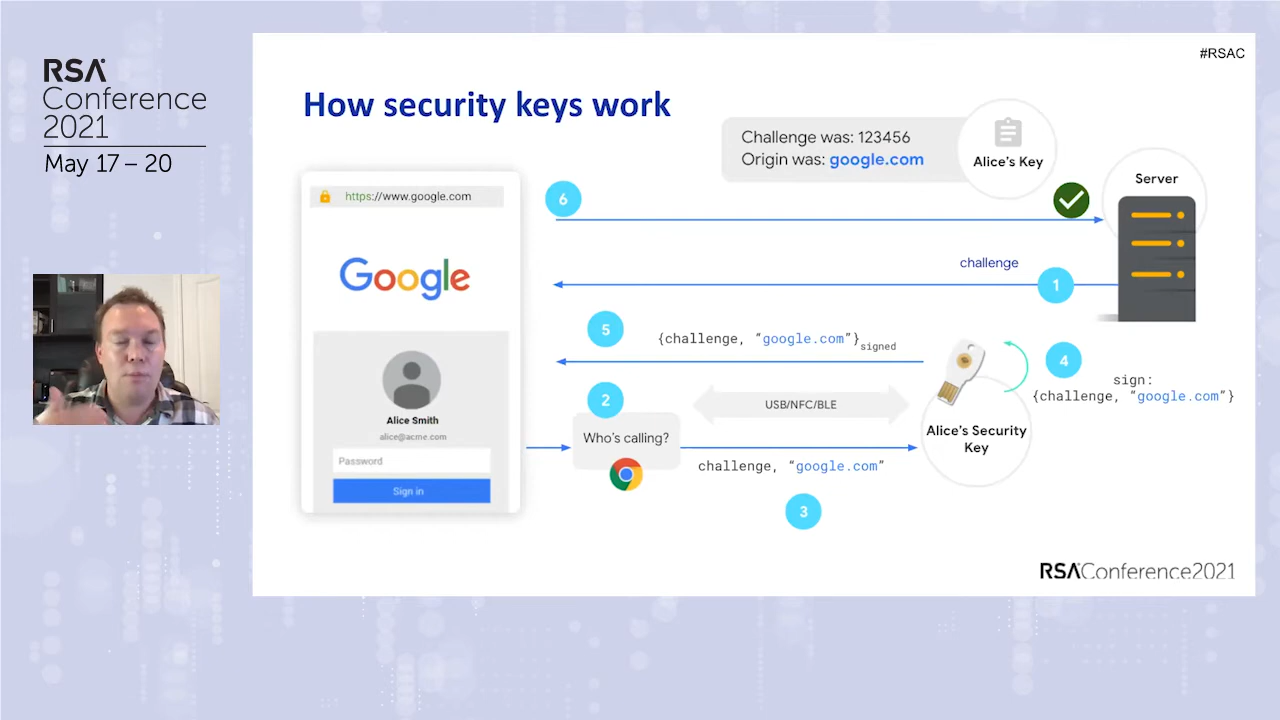 RSA
Conference
2021
May 17 – 20
#RSAC
How security keys work
Challenge was: 123456
Origin was: google.com
Alice's Key
Server
https://www.google.com
6
Google
challenge
1
5
{challenge, “google.com”}signed
4
sign:
{challenge, “google.com”}
2
USB/NFC/BLE
Who's calling?
Alice's Security
Key
challenge, “google.com”
3
Alice Smith
alice@acme.com
Password
Sign in
RSAConference2021